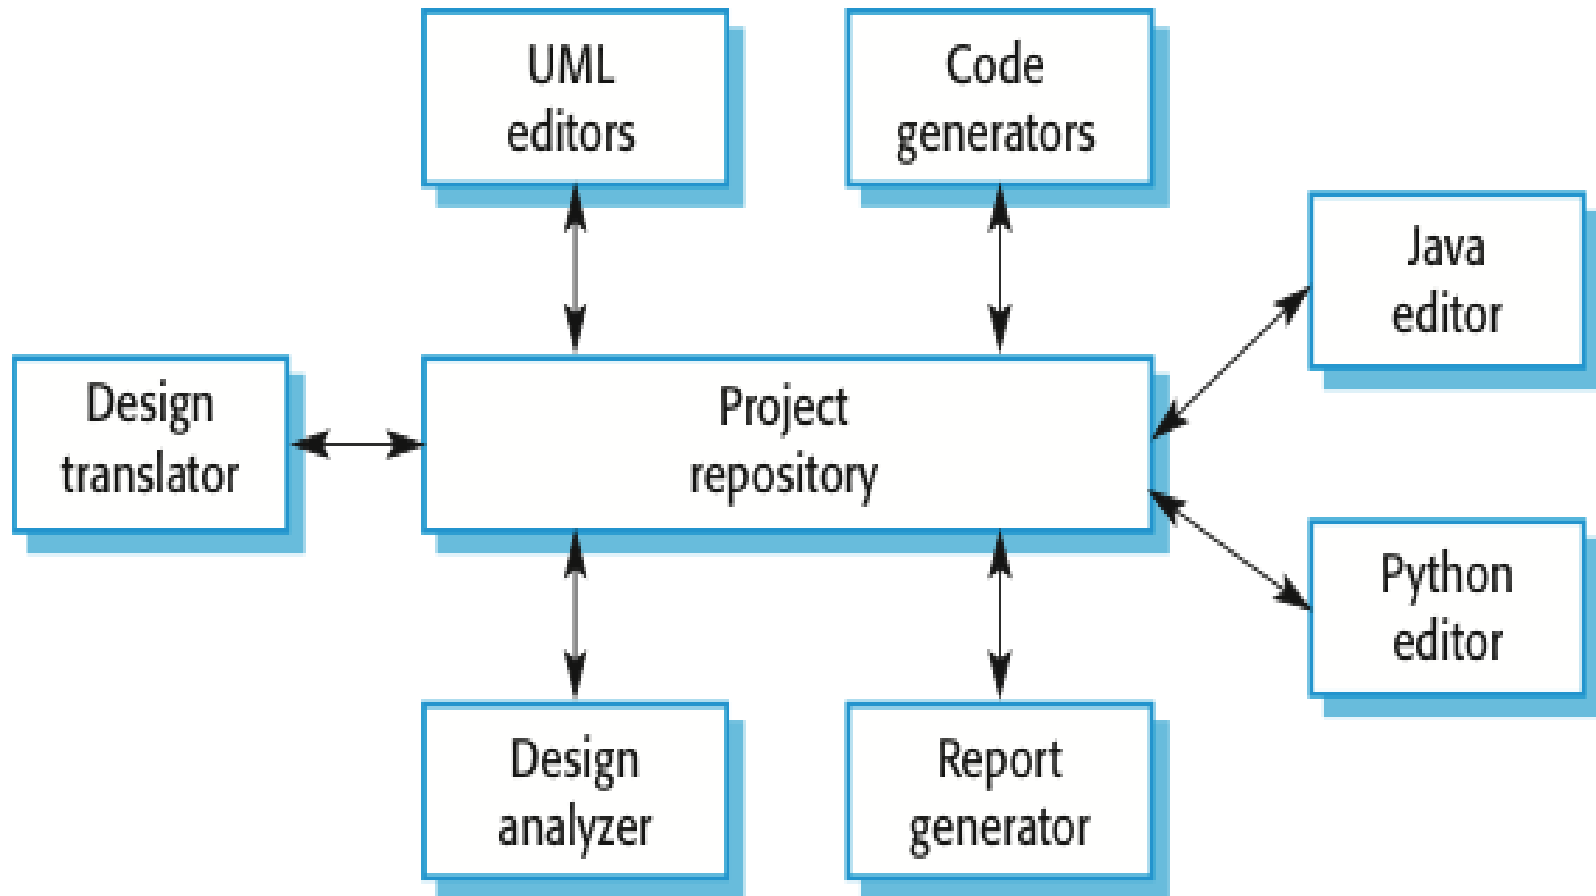 UML
editors
Code
generators
Java
editor
Design
translator
Project
repository
Python
editor
Design
analyzer
Report
generator